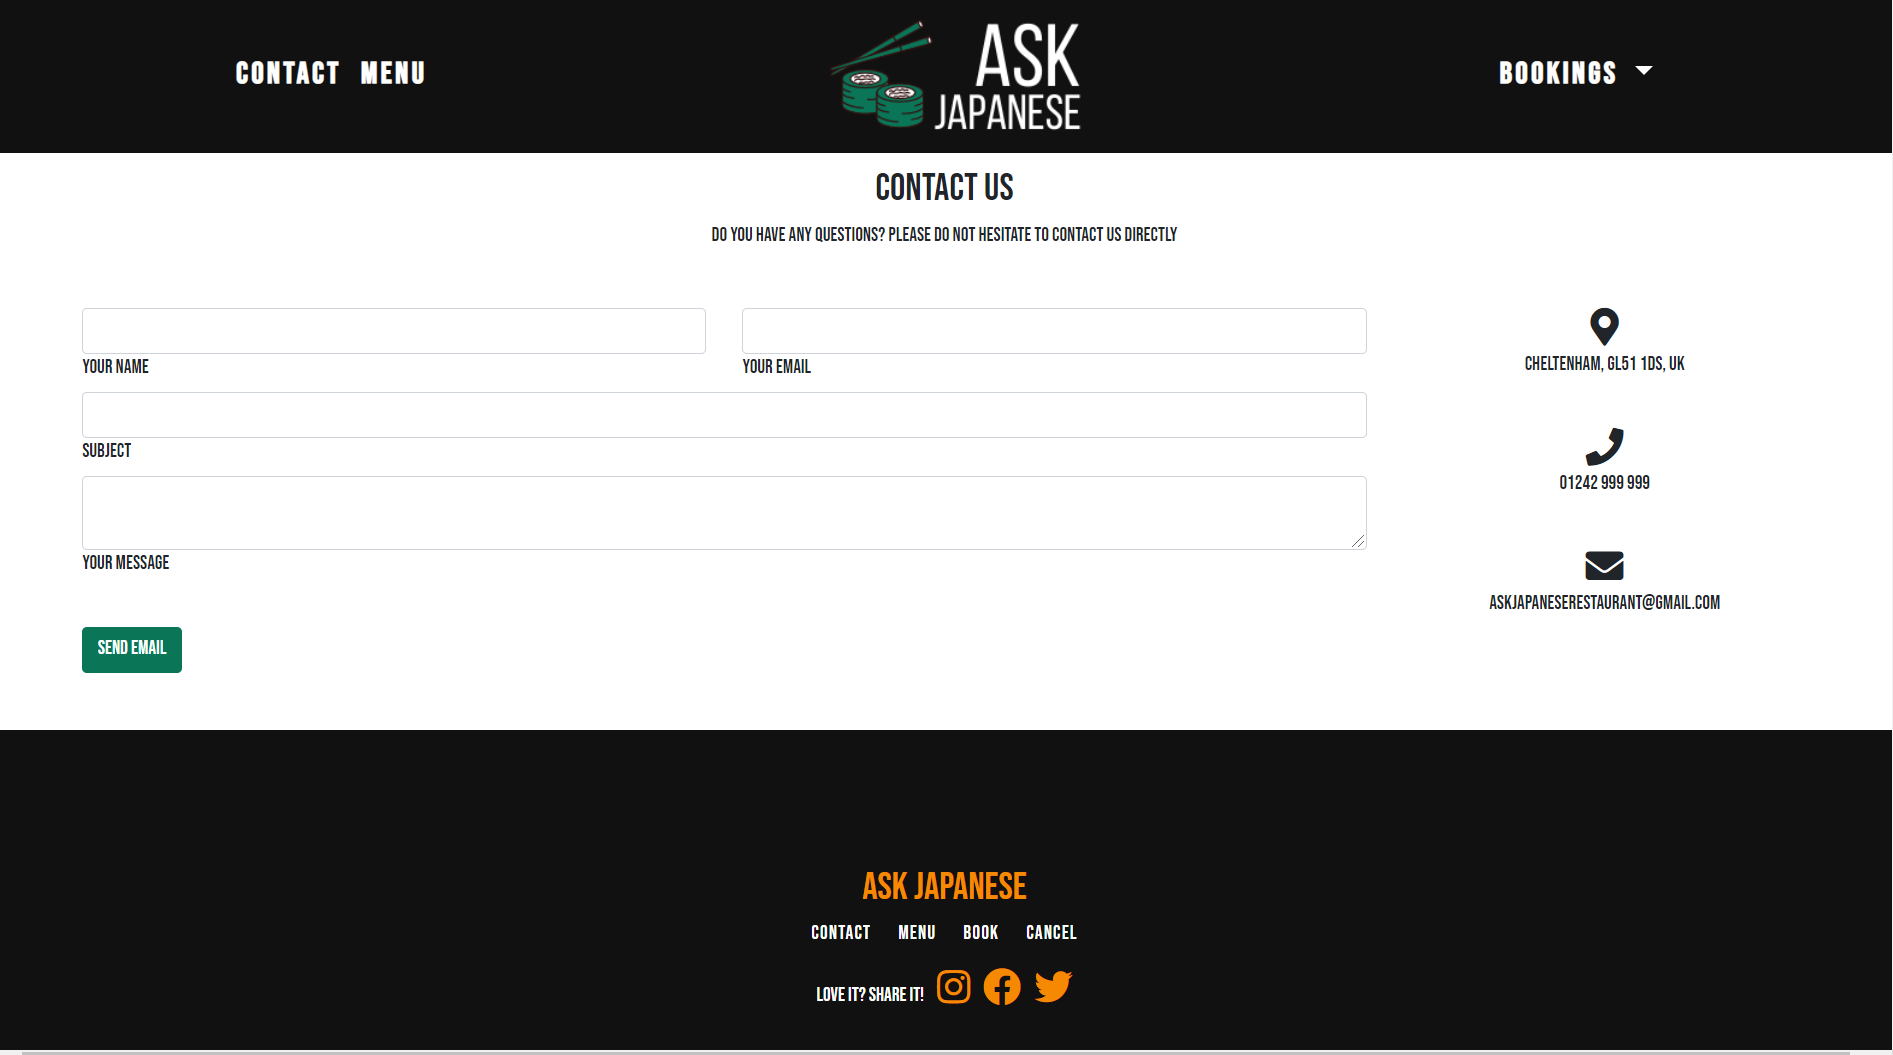 CONTACT MENU
ASK
JAPANESE
BOOKINGS
CONTACT US
DO YOU HAVE ANY QUESTIONS? PLEASE DO NOT HESITATE TO CONTACT US DIRECTLY
YOUR NAME
YOUR EMAIL
SUBJECT
YOUR MESSAGE
SEND EMAIL
CHELTENHAM, GL51 1DS, UK
01242 999 999
ASKJAPANESERESTAURANT@GMAIL.COM
ASK JAPANESE
CONTACT MENU BOOK CANCEL
LOVE IT? SHARE IT!